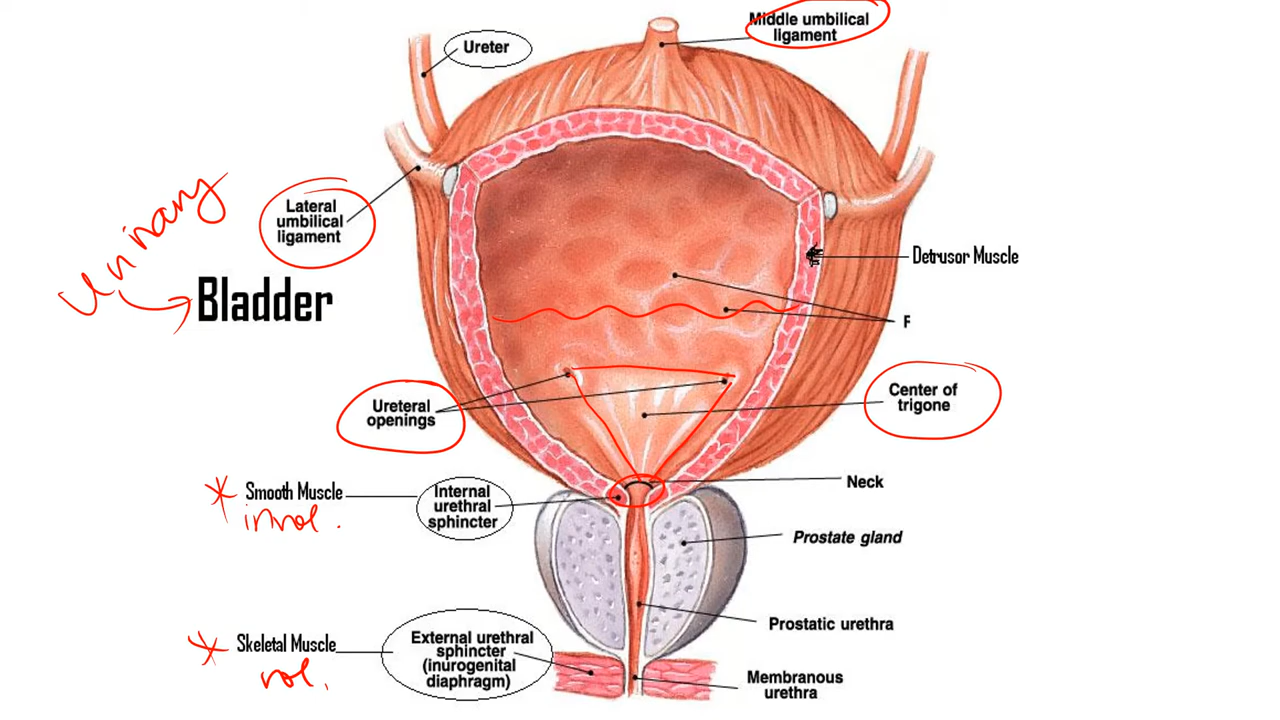 Middle umbilical
ligament
Ureter
Lateral
umbilical
ligament
Urinary
Bladder
Detrusor Muscle
F
Ureteral
openings
Center of
trigone
Neck
Smooth Muscle
invol.
Internal
urethral
sphincter
Prostate gland
Prostatic urethra
Skeletal Muscle
vol.
External urethral
sphincter
(inurogenital
diaphragm)
Membranous
urethra